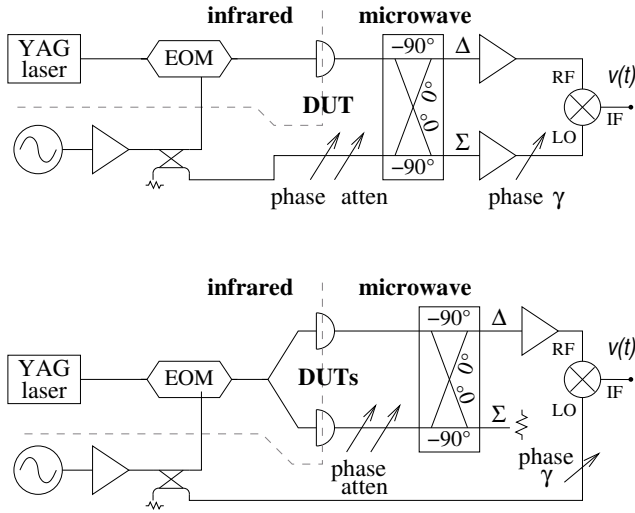 infrared microwave
YAG
laser
EOM
−90°
Δ
v(t)
RF
0° 0°
DUT
IF
Σ
LO
−90°
phase atten
phase γ
infrared microwave
−90°
Δ
v(t)
RF
YAG
laser
EOM
DUTs
0° 0°
IF
LO
Σ
−90°
phase
atten
phase
γ